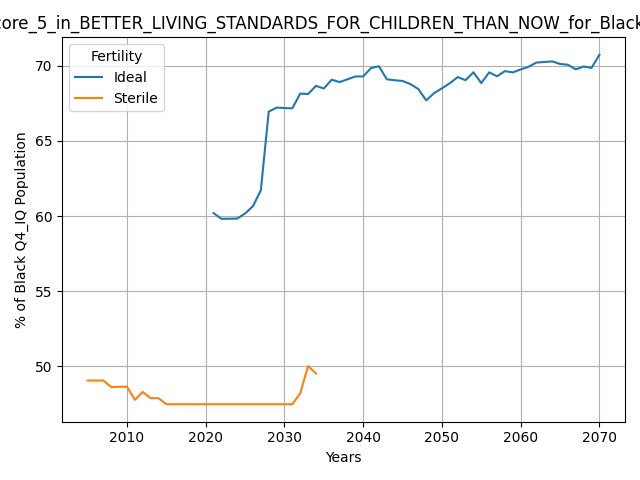 core_5_in_BETTER_LIVING_STANDARDS_FOR_CHILDREN_THAN_NOW_for_Black
Fertility
Ideal
Sterile
% of Black Q4_IQ Population
70
65
60
55
50
2010 2020 2030 2040 2050 2060 2070
Years